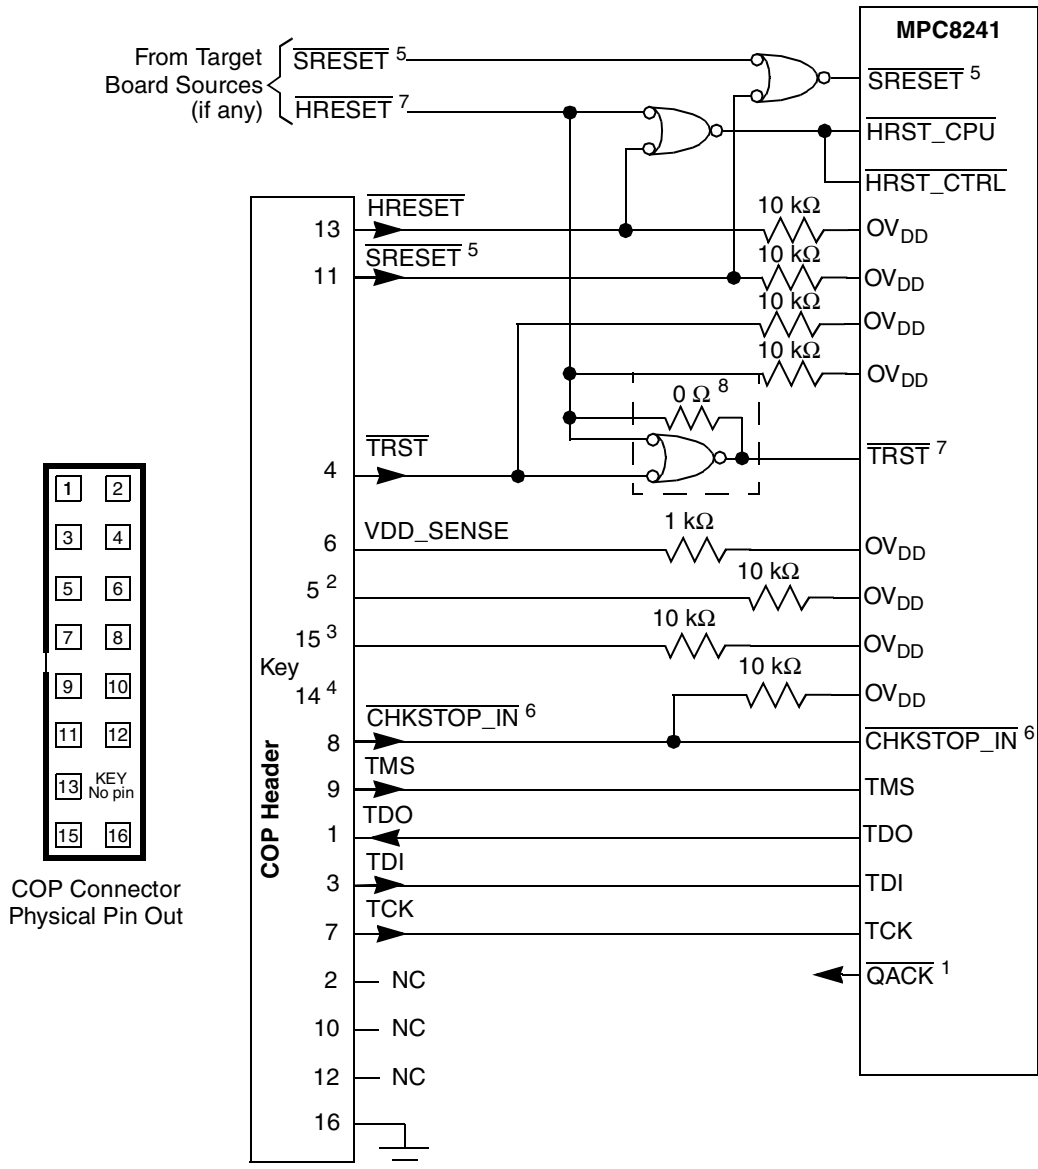 MPC8241
From Target
Board Sources
(if any)
SRESET 5
HRESET 7
SRESET 5
HRST_CPU
HRST_CTRL
13 HRESET 10 kΩ OVDD
11 SRESET 5 10 kΩ OVDD
10 kΩ OVDD
10 kΩ OVDD
0 Ω 8
4 TRST TRST 7
6 VDD_SENSE 1 kΩ OVDD
5 2 10 kΩ OVDD
15 3 10 kΩ OVDD
Key
14 4 10 kΩ OVDD
8 CHKSTOP_IN 6 CHKSTOP_IN 6
9 TMS TMS
1 TDO TDO
3 TDI TDI
7 TCK TCK
QACK 1
2 NC
10 NC
12 NC
16
COP Header
1 2
3 4
5 6
7 8
9 10
11 12
13 KEY
No pin
15 16
COP Connector
Physical Pin Out